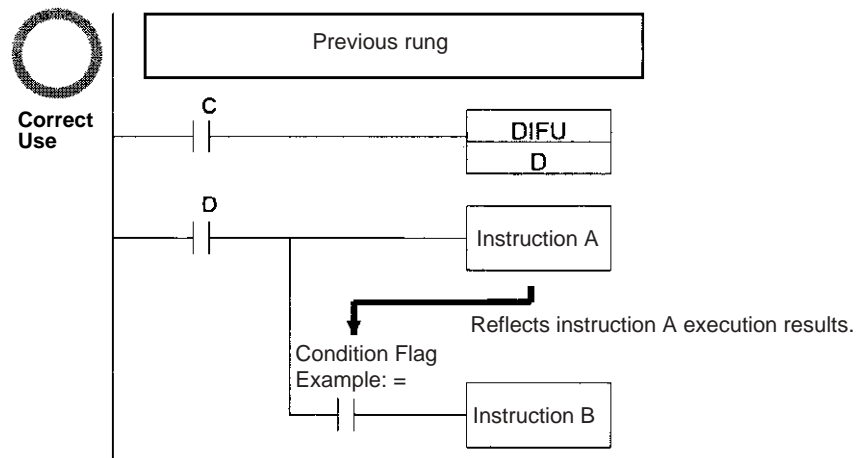 Previous rung
Correct
Use
C
DIFU
D
D
Instruction A
Reflects instruction A execution results.
Condition Flag
Example: =
Instruction B